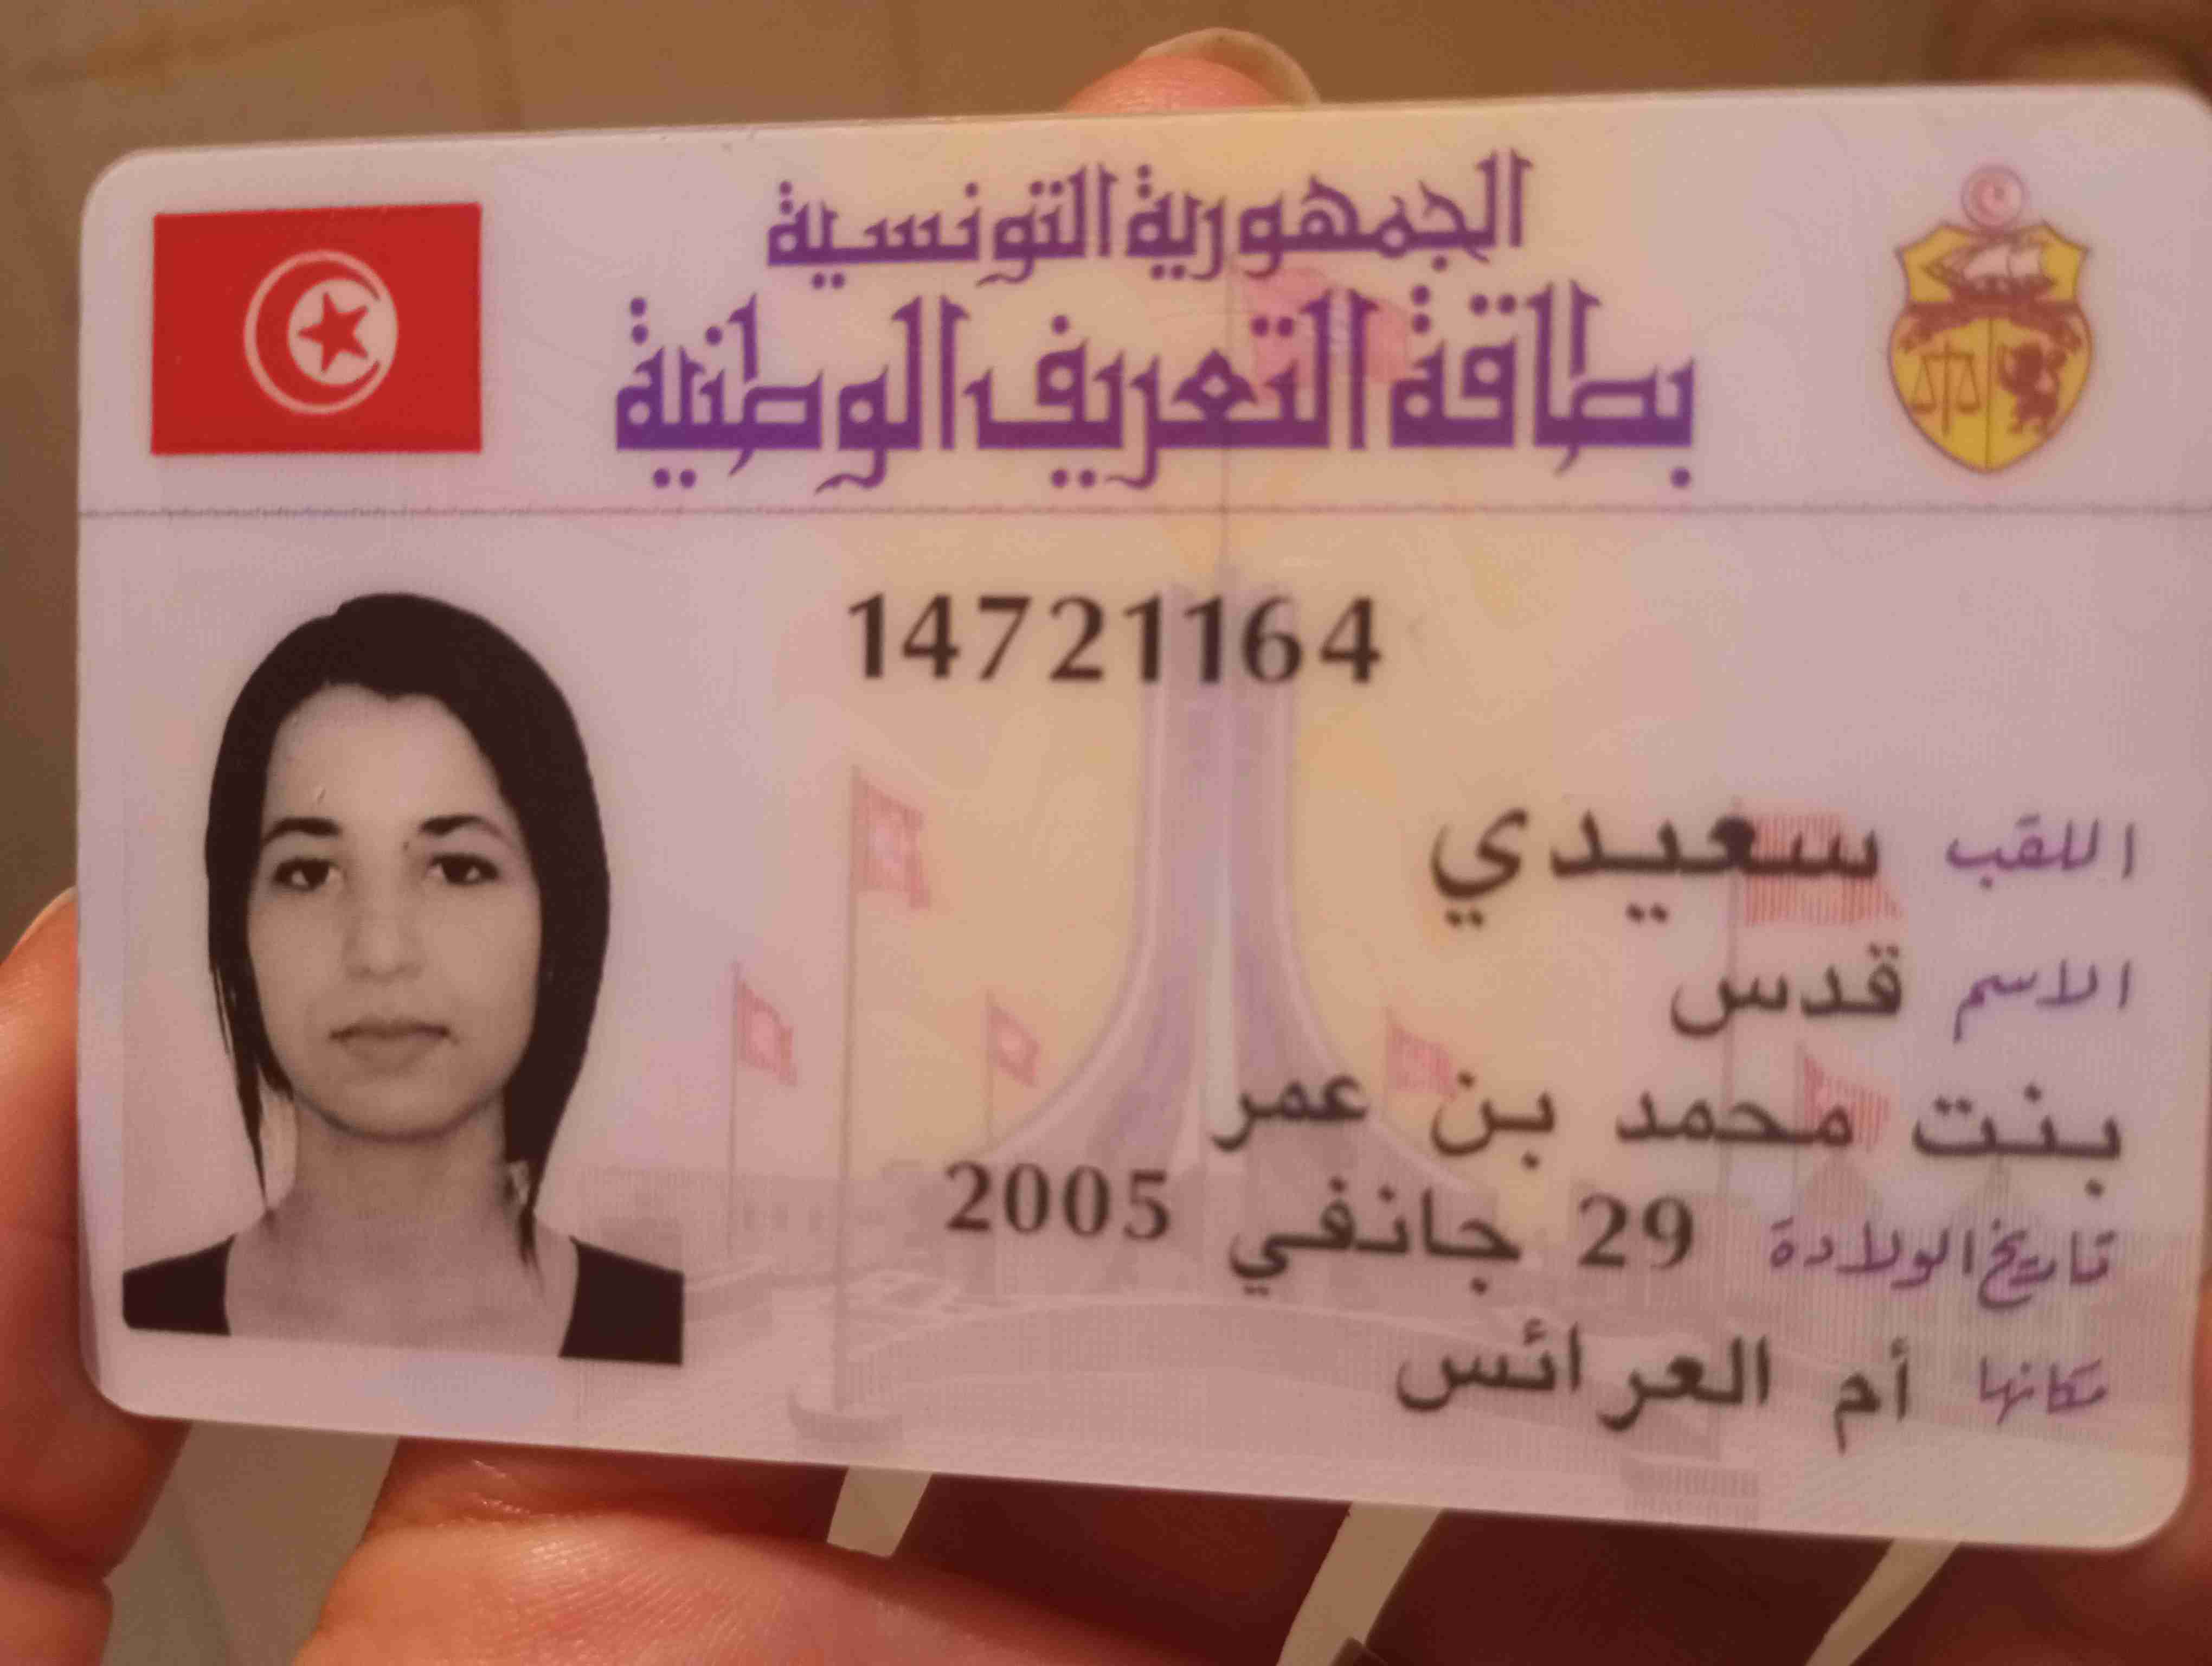 الجمهورية التونسية
بطاقة التعريف الوطنية
14721164
اللقب سعيدي
الاسم قدس
بنت محمد بن عمر
تاريخ الولادة 29 جانفي 2005
مكانها أم العرائس